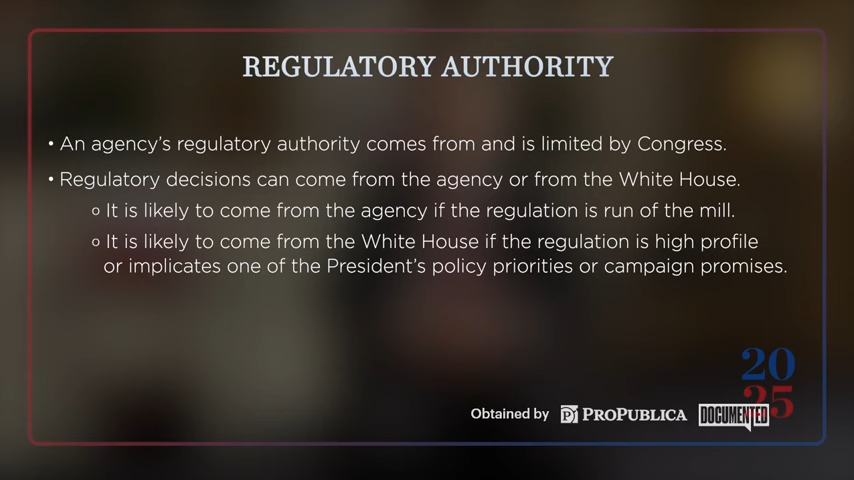 REGULATORY AUTHORITY
• An agency’s regulatory authority comes from and is limited by Congress.
• Regulatory decisions can come from the agency or from the White House.
o It is likely to come from the agency if the regulation is run of the mill.
o It is likely to come from the White House if the regulation is high profile
or implicates one of the President’s policy priorities or campaign promises.
20
25
Obtained by PROPUBLICA DOCUMENTED